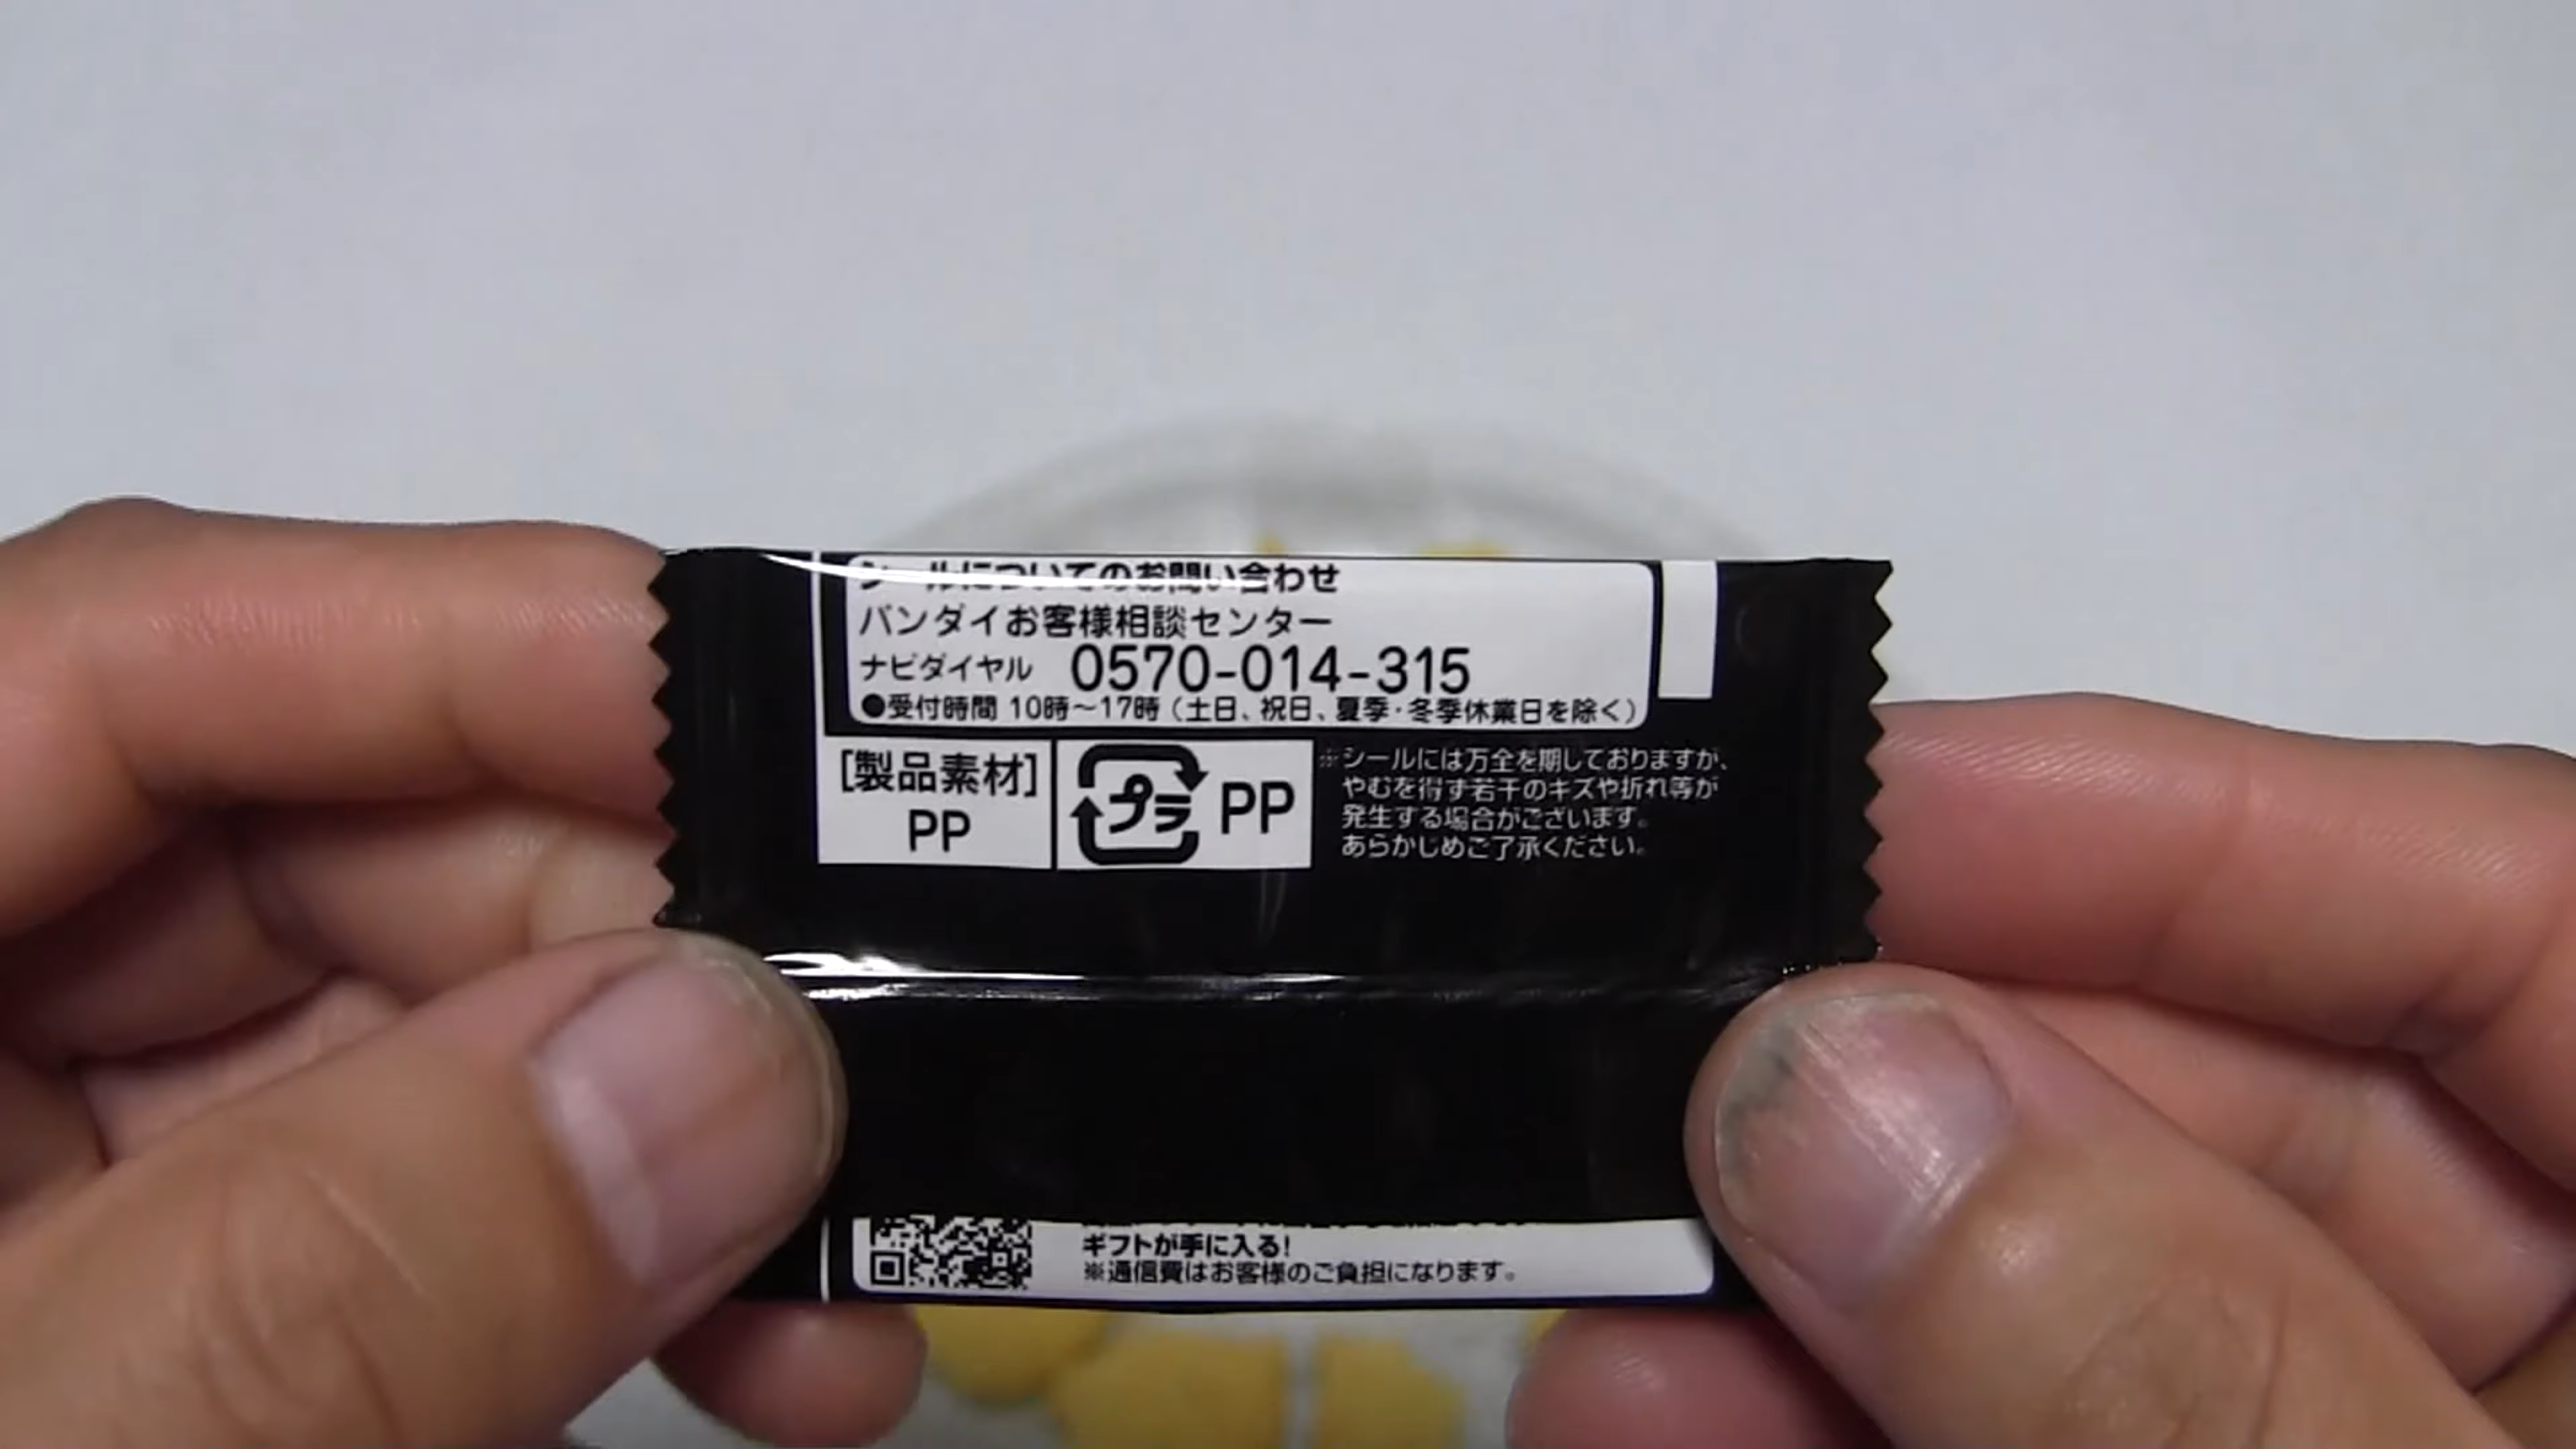 シールについてのお問い合わせ
バンダイお客様相談センター
ナビダイヤル 0570-014-315
●受付時間 10時～17時（土日、祝日、夏季・冬季休業日を除く）
[製品素材]
PP
プラ PP
※シールには万全を期しておりますが、
やむを得ず若干のキズや折れ等が
発生する場合がございます。
あらかじめご了承ください。
ギフトが手に入る!
※通信費はお客様のご負担になります。